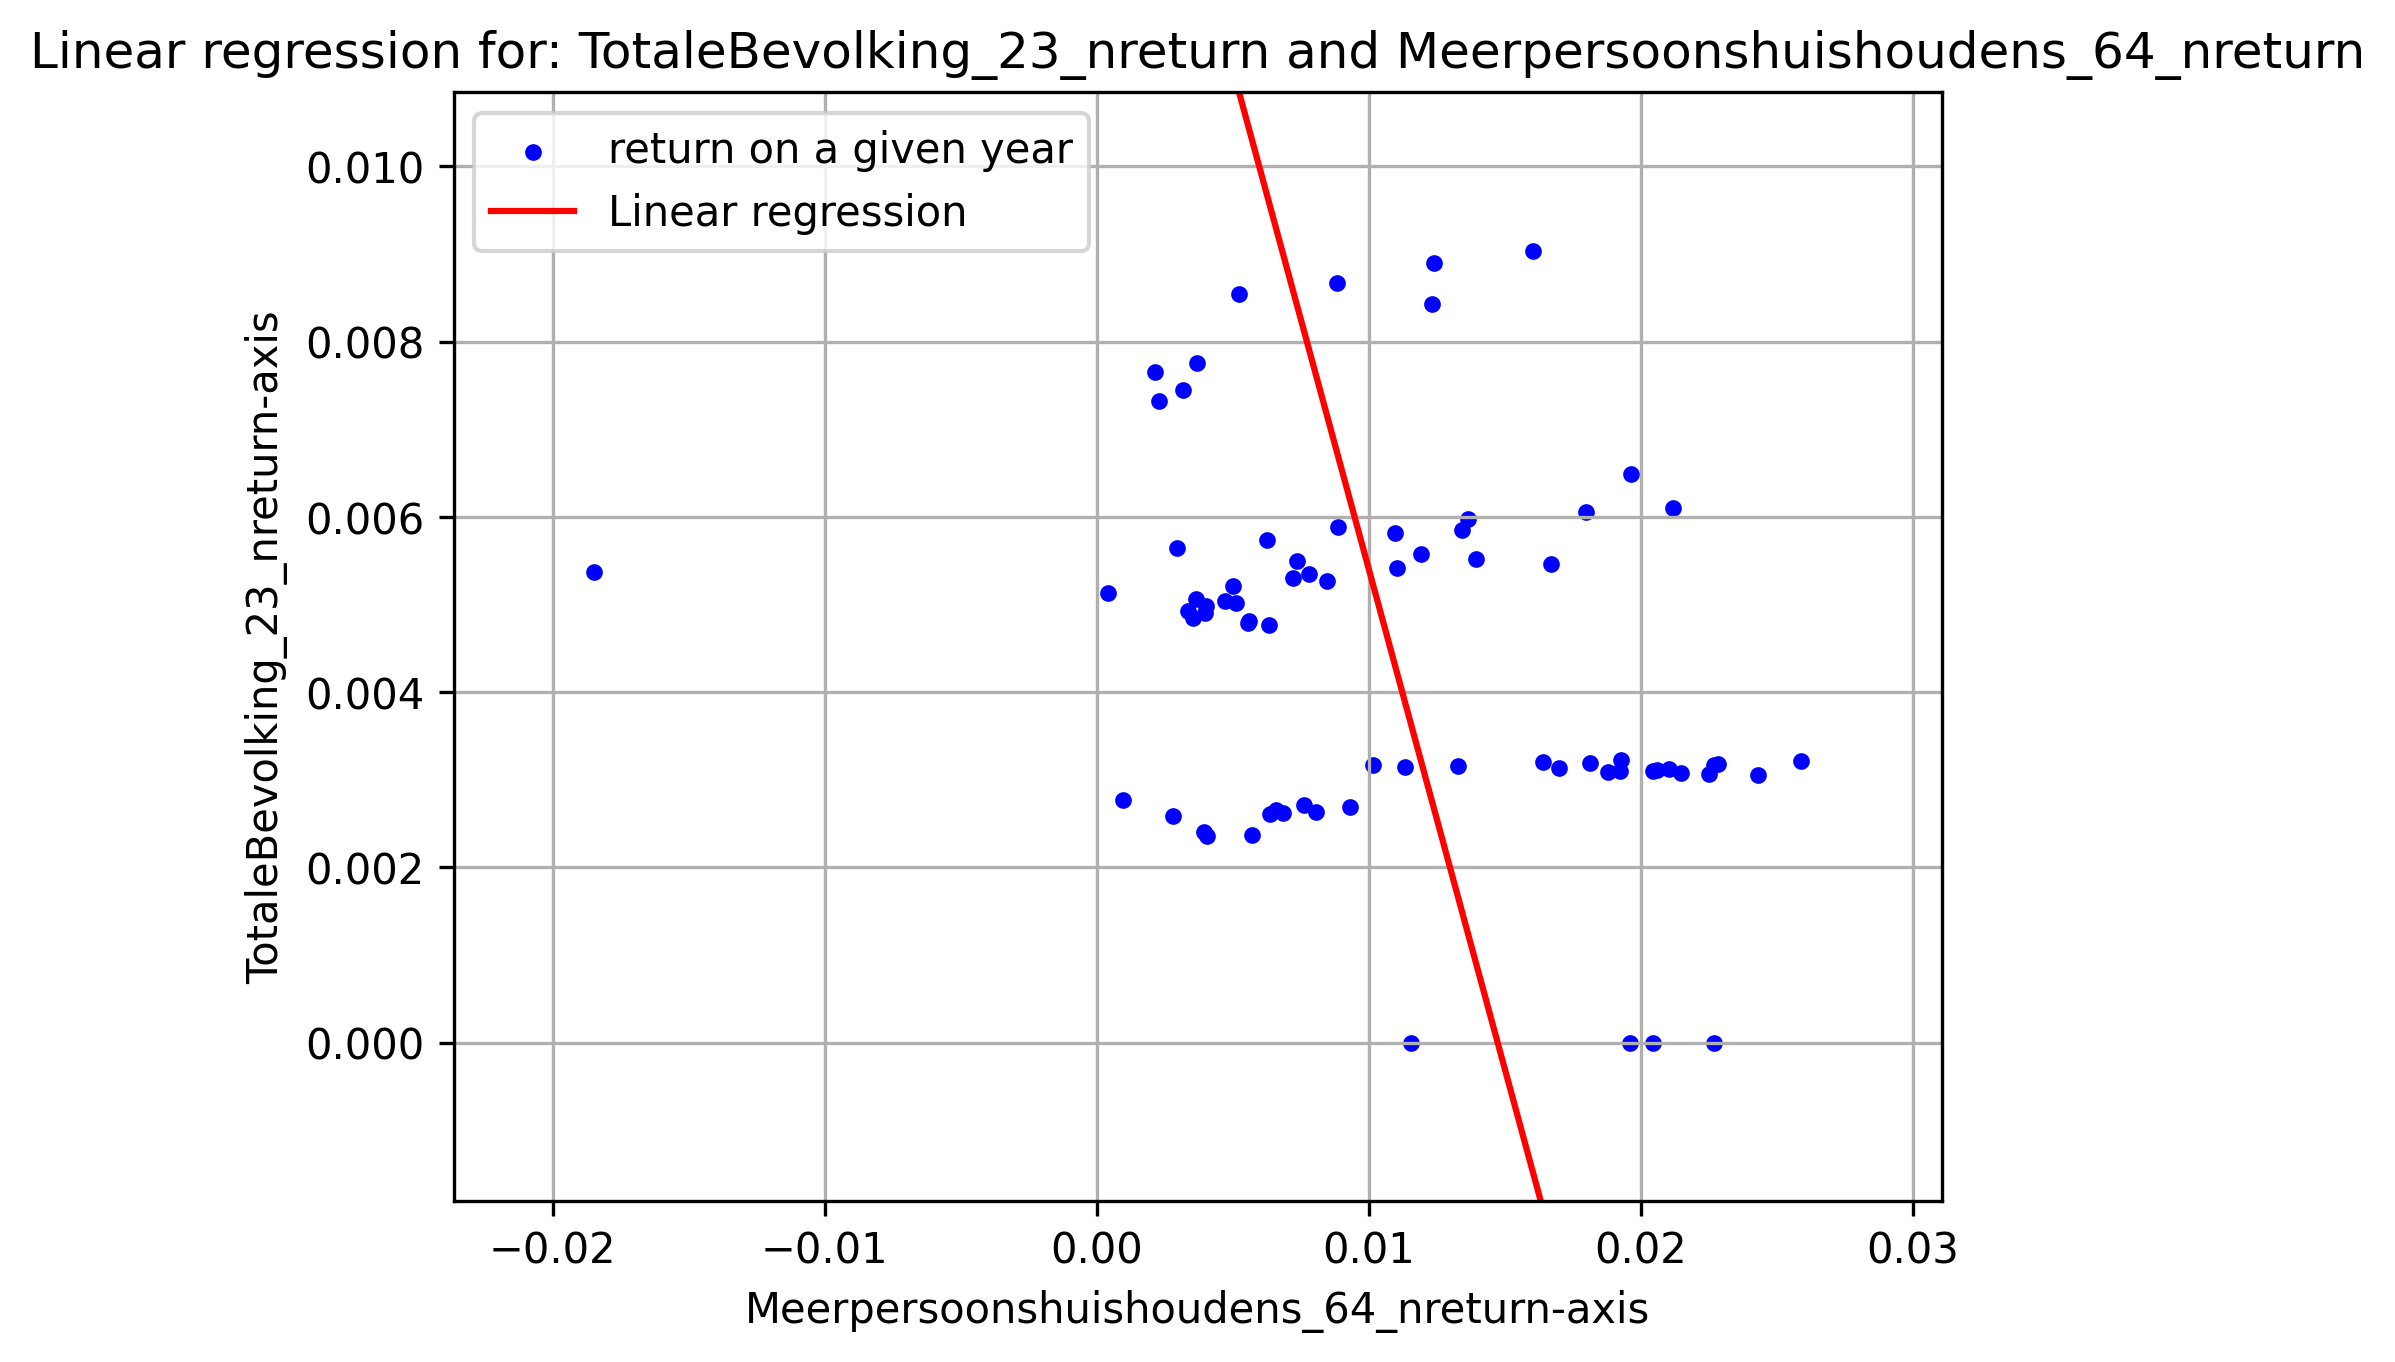 Linear regression for: TotaleBevolking_23_nreturn and Meerpersoonshuishoudens_64_nreturn
return on a given year
Linear regression
TotaleBevolking_23_nreturn-axis
0.010
0.008
0.006
0.004
0.002
0.000
−0.02 −0.01 0.00 0.01 0.02 0.03
Meerpersoonshuishoudens_64_nreturn-axis